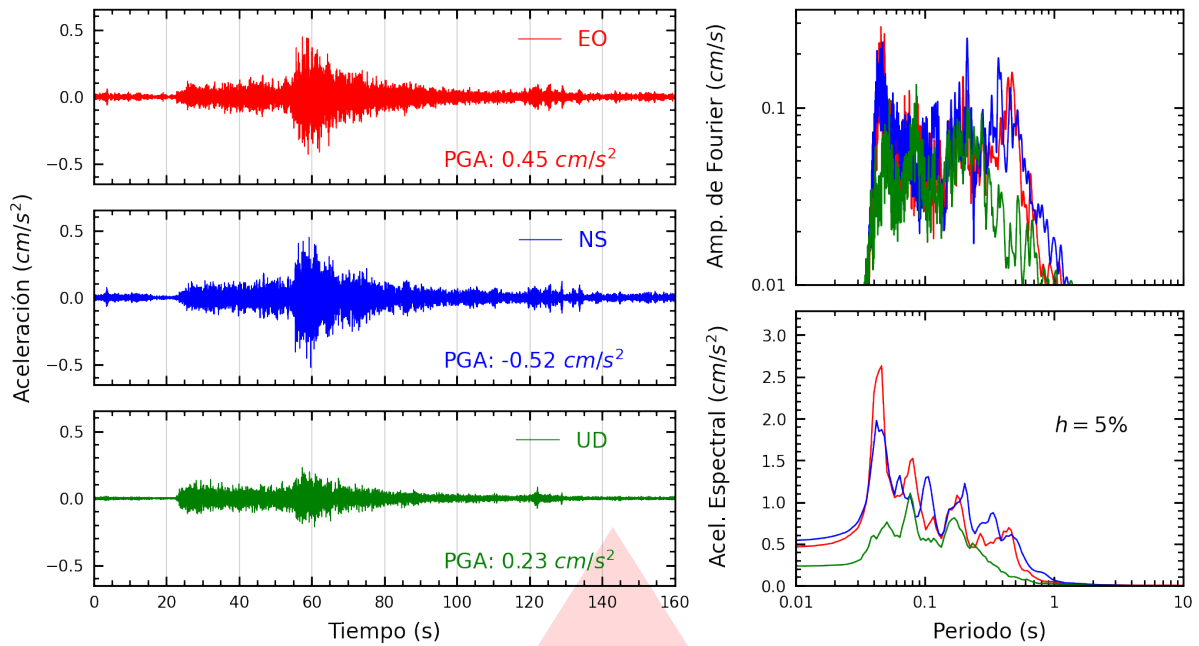 Aceleración (cm/s²)
0.5
0.0
−0.5
EO
PGA: 0.45 cm/s²
0.5
0.0
−0.5
NS
PGA: -0.52 cm/s²
0.5
0.0
−0.5
UD
PGA: 0.23 cm/s²
0 20 40 60 80 100 120 140 160
Tiempo (s)
Amp. de Fourier (cm/s)
0.1
0.01
Acel. Espectral (cm/s²)
3.0
2.5
2.0
1.5
1.0
0.5
0.0
h = 5%
0.01 0.1 1 10
Periodo (s)